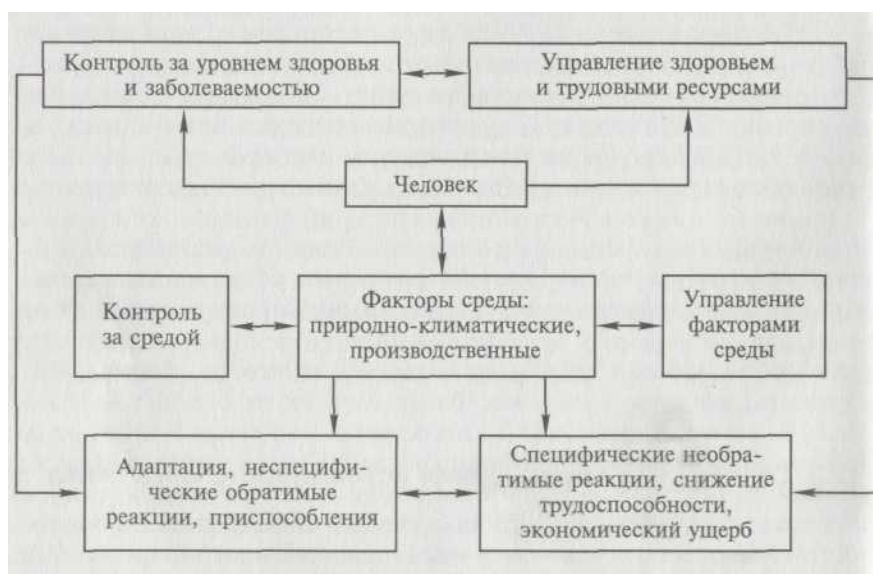 Контроль за уровнем здоровья
и заболеваемостью
Управление здоровьем
и трудовыми ресурсами
Человек
Контроль
за средой
Факторы среды:
природно-климатические,
производственные
Управление
факторами
среды
Адаптация, неспецифи-
ческие обратимые
реакции, приспособления
Специфические необра-
тимые реакции, снижение
трудоспособности,
экономический ущерб